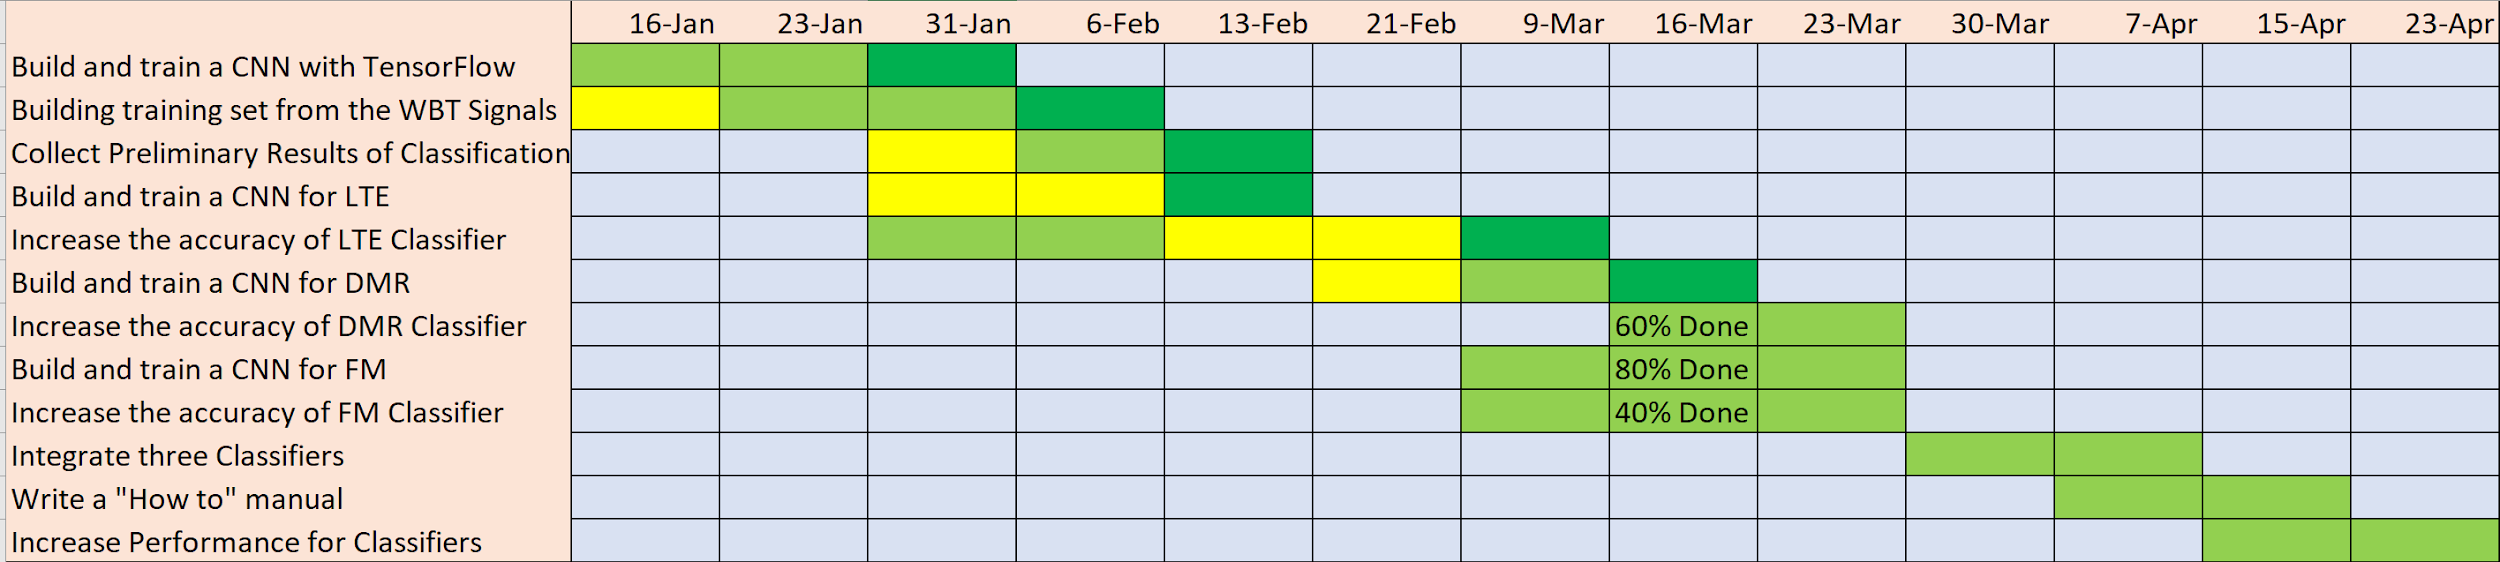 16-Jan 23-Jan 31-Jan 6-Feb 13-Feb 21-Feb 9-Mar 16-Mar 23-Mar 30-Mar 7-Apr 15-Apr 23-Apr
Build and train a CNN with TensorFlow
Building training set from the WBT Signals
Collect Preliminary Results of Classification
Build and train a CNN for LTE
Increase the accuracy of LTE Classifier
Build and train a CNN for DMR
Increase the accuracy of DMR Classifier 60% Done
Build and train a CNN for FM 80% Done
Increase the accuracy of FM Classifier 40% Done
Integrate three Classifiers
Write a "How to" manual
Increase Performance for Classifiers